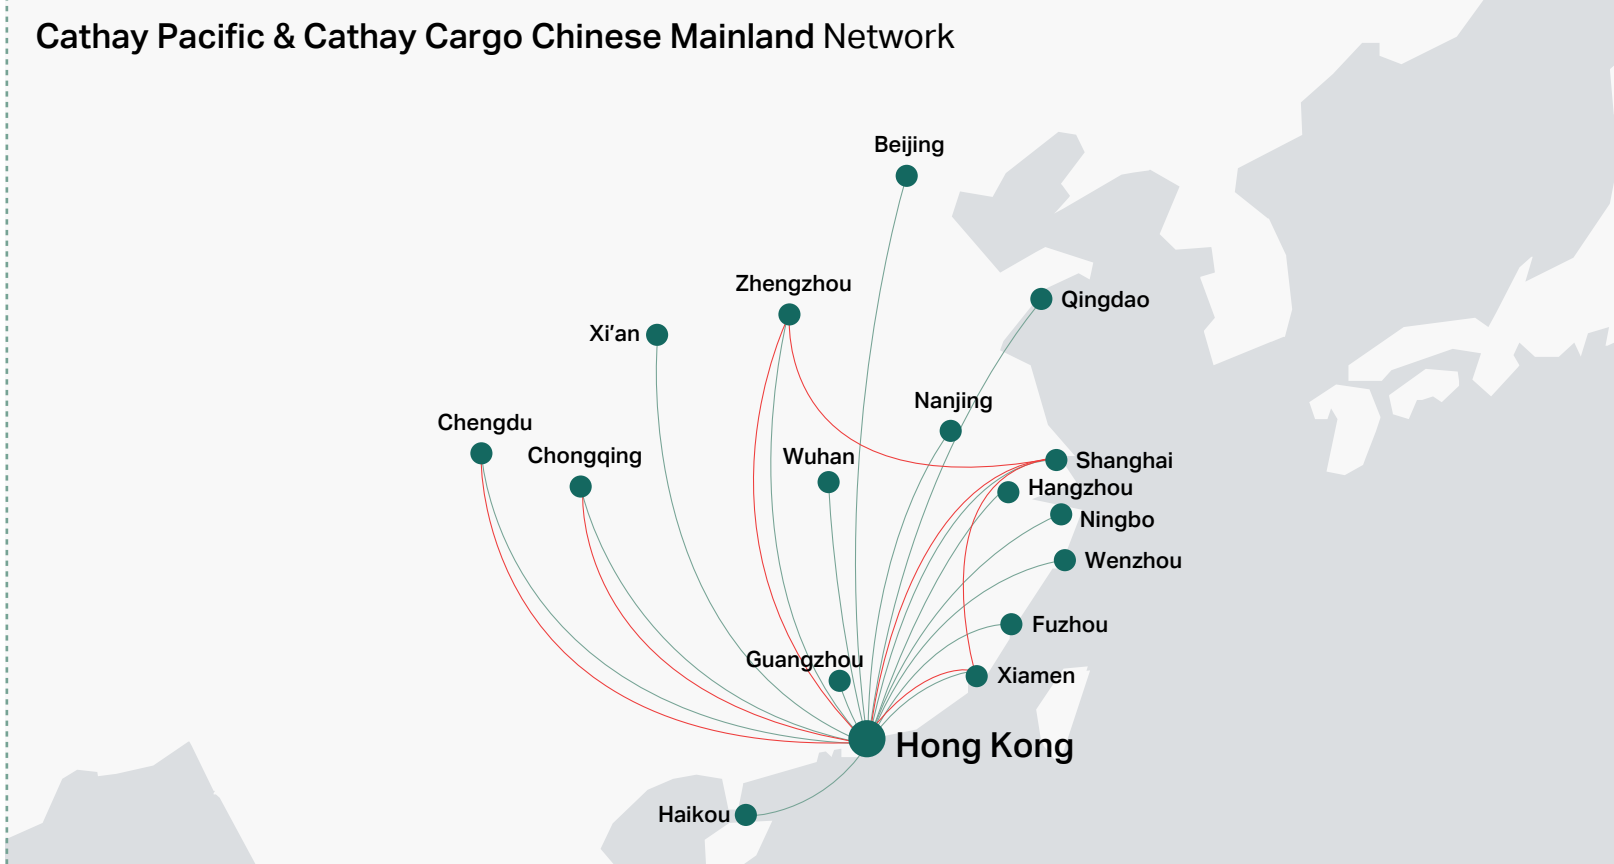 Cathay Pacific & Cathay Cargo Chinese Mainland Network
Beijing
Zhengzhou
Qingdao
Xi'an
Nanjing
Chengdu
Chongqing
Wuhan
Shanghai
Hangzhou
Ningbo
Wenzhou
Fuzhou
Guangzhou
Xiamen
Hong Kong
Haikou